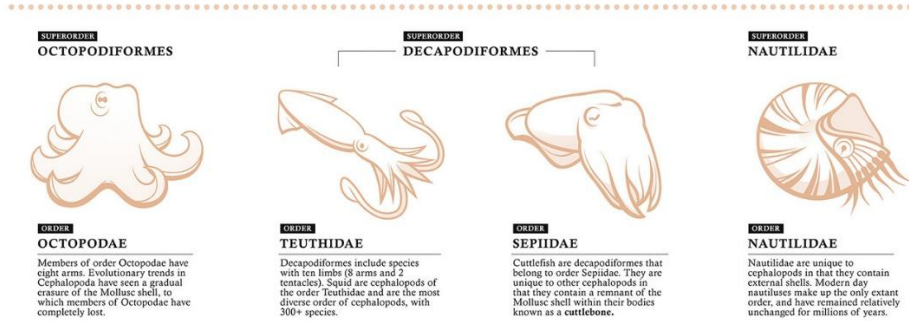 SUPERORDER
OCTOPODIFORMES
SUPERORDER
DECAPODIFORMES
SUPERORDER
NAUTILIDAE
ORDER
OCTOPODAE
Members of order Octopodae have
eight arms. Evolutionary trends in
Cephalopoda have seen a gradual
erasure of the Mollusc shell, to
which members of Octopodae have
completely lost.
ORDER
TEUTHIDAE
Decapodiformes include species
with ten limbs (8 arms and 2
tentacles). Squid are cephalopods of
the order Teuthidae and are the most
diverse order of cephalopods, with
300+ species.
ORDER
SEPIIDAE
Cuttlefish are decapodiformes that
belong to order Sepiidae. They are
unique to other cephalopods in
that they contain a remnant of the
Mollusc shell within their bodies
known as a cuttlebone.
ORDER
NAUTILIDAE
Nautilidae are unique to
cephalopods in that they contain
external shells. Modern day
nautiluses make up the only extant
order, and have remained relatively
unchanged for millions of years.